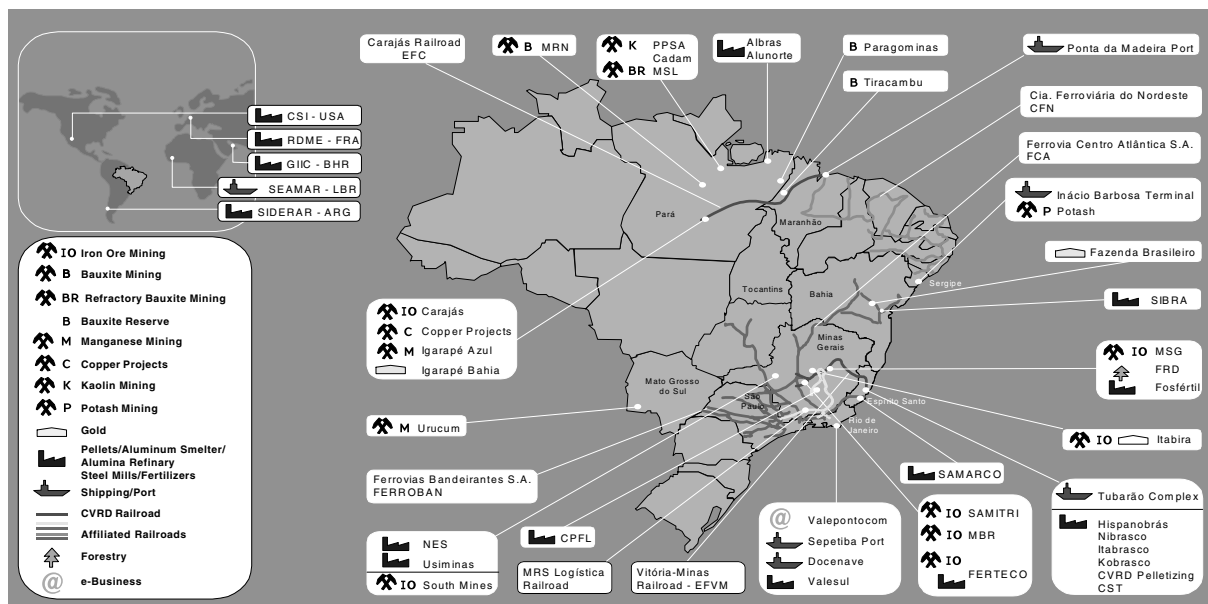 Carajás Railroad
EFC
B MRN
K PPSA
Cadam
BR MSL
Albras
Alunorte
B Paragominas
B Tiracambu
Ponta da Madeira Port
Cia. Ferroviária do Nordeste
CFN
Ferrovia Centro Atlântica S.A.
FCA
Inácio Barbosa Terminal
P Potash
Fazenda Brasileiro
SIBRA
IO MSG
FRD
Fosfértil
IO Itabira
CSI - USA
RDME - FRA
GIIC - BHR
SEAMAR - LBR
SIDERAR - ARG
IO Iron Ore Mining
B Bauxite Mining
BR Refractory Bauxite Mining
B Bauxite Reserve
M Manganese Mining
C Copper Projects
K Kaolin Mining
P Potash Mining
Gold
Pellets/Aluminum Smelter/
Alumina Refinary
Steel Mills/Fertilizers
Shipping/Port
CVRD Railroad
Affiliated Railroads
Forestry
@ e-Business
Pará
Maranhão
Tocantins
Bahia
Sergipe
Minas
Gerais
Mato Grosso
do Sul
São
Paulo
Espírito Santo
Rio de
Janeiro
IO Carajás
C Copper Projects
M Igarapé Azul
Igarapé Bahia
M Urucum
Ferrovias Bandeirantes S.A.
FERROBAN
NES
Usiminas
IO South Mines
CPFL
MRS Logística
Railroad
Vitória-Minas
Railroad - EFVM
@ Valepontocom
Sepetiba Port
Docenave
Valesul
SAMARCO
IO SAMITRI
IO MBR
IO
FERTECO
Tubarão Complex
Hispanobrás
Nibrasco
Itabrasco
Kobrasco
CVRD Pelletizing
CST